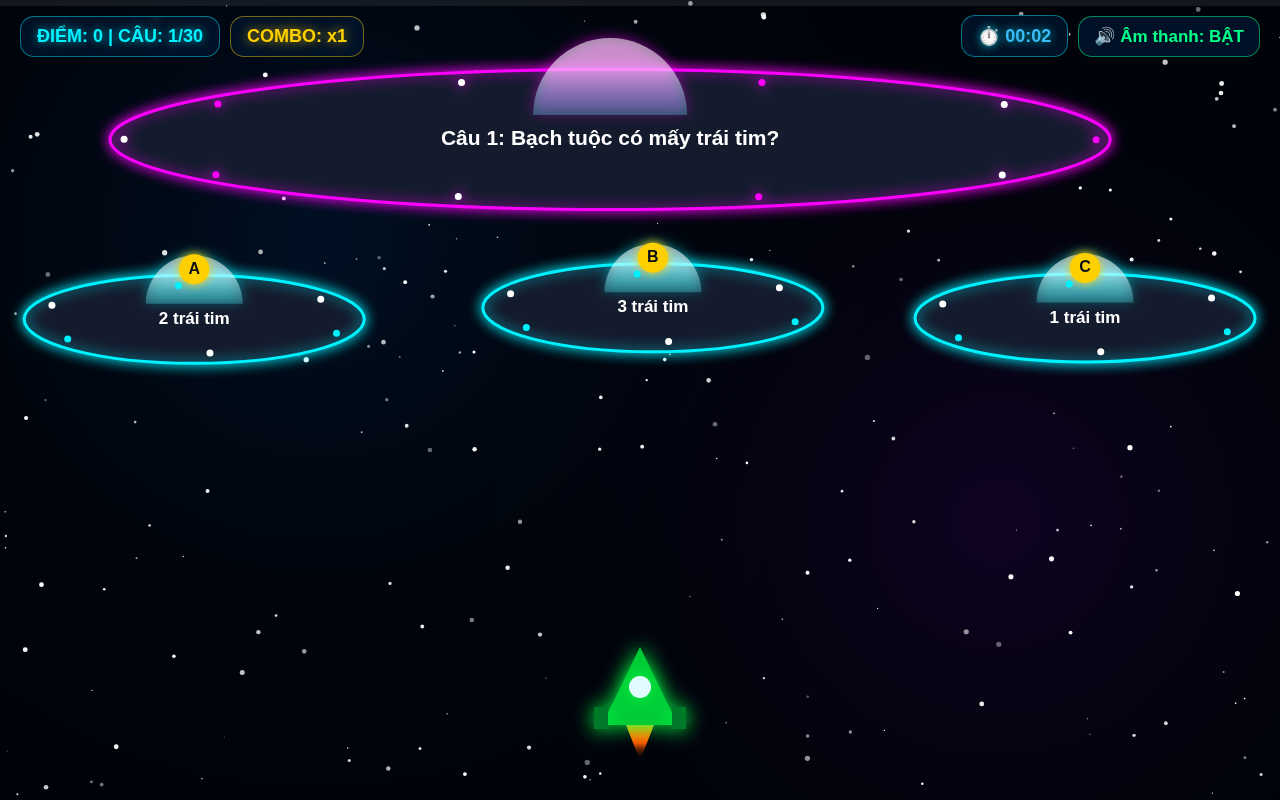 ĐIỂM: 0 | CÂU: 1/30
COMBO: x1
⏱️ 00:02
🔊 Âm thanh: BẬT
Câu 1: Bạch tuộc có mấy trái tim?
A
2 trái tim
B
3 trái tim
C
1 trái tim